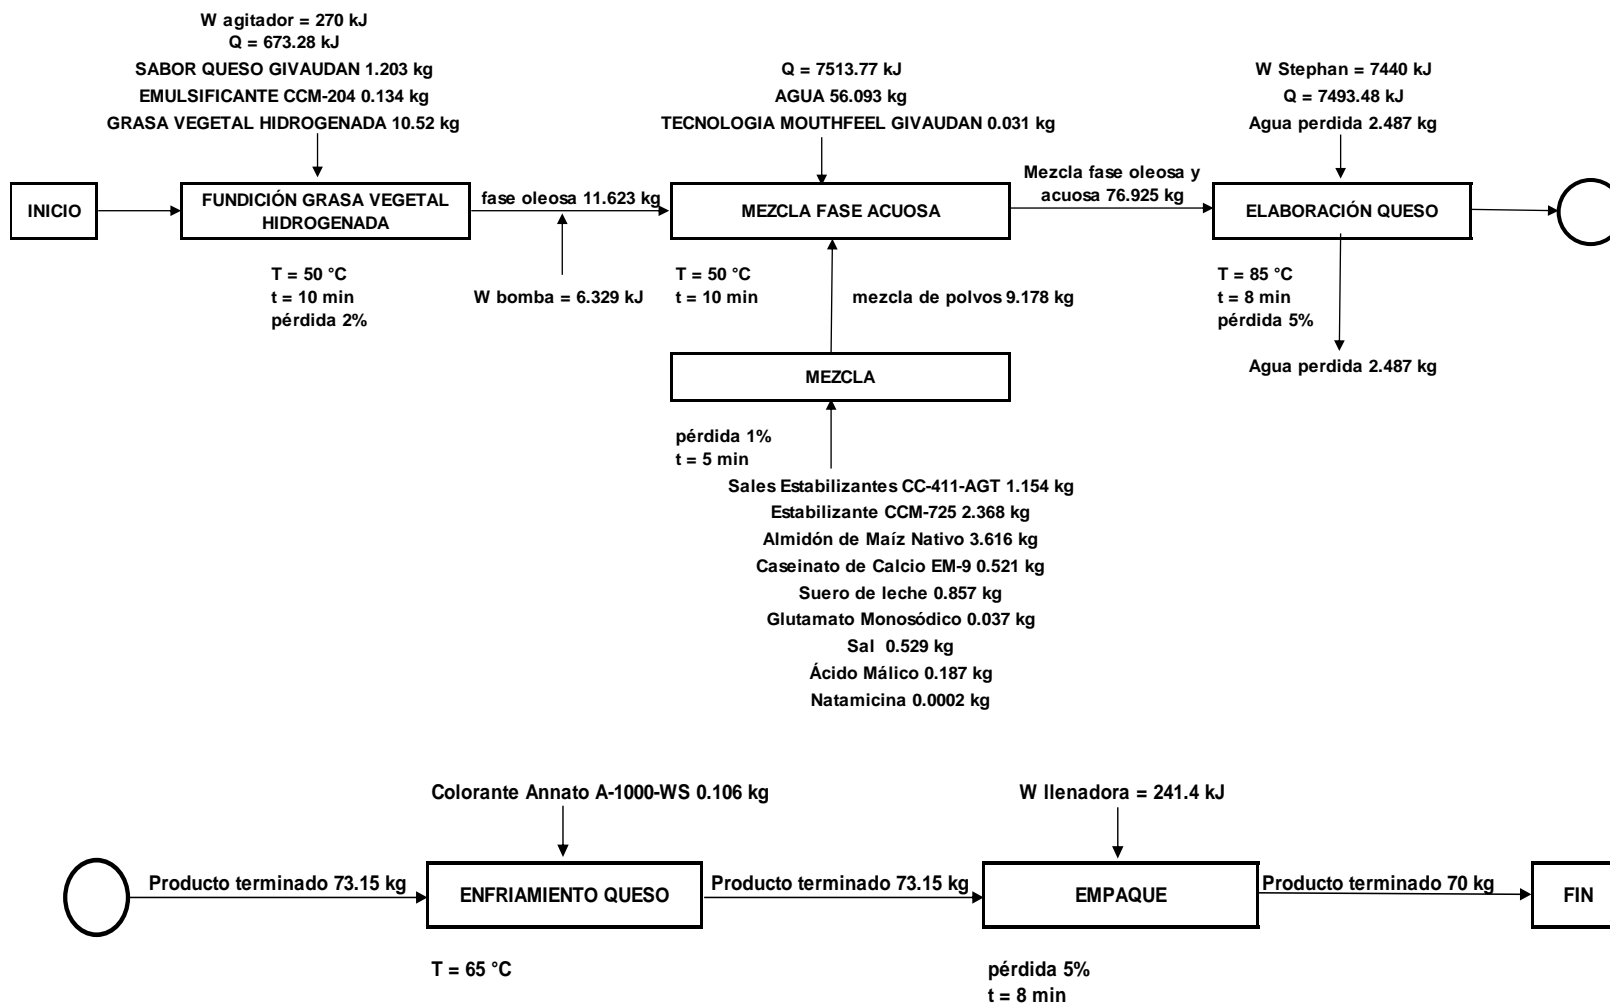 W agitador = 270 kJ
Q = 673.28 kJ
SABOR QUESO GIVAUDAN 1.203 kg
EMULSIFICANTE CCM-204 0.134 kg
GRASA VEGETAL HIDROGENADA 10.52 kg
Q = 7513.77 kJ
AGUA 56.093 kg
TECNOLOGIA MOUTHFEEL GIVAUDAN 0.031 kg
W Stephan = 7440 kJ
Q = 7493.48 kJ
Agua perdida 2.487 kg
INICIO
FUNDICIÓN GRASA VEGETAL
HIDROGENADA
fase oleosa 11.623 kg
MEZCLA FASE ACUOSA
Mezcla fase oleosa y
acuosa 76.925 kg
ELABORACIÓN QUESO
T = 50 °C
t = 10 min
pérdida 2%
W bomba = 6.329 kJ
T = 50 °C
t = 10 min
mezcla de polvos 9.178 kg
T = 85 °C
t = 8 min
pérdida 5%
Agua perdida 2.487 kg
MEZCLA
pérdida 1%
t = 5 min
Sales Estabilizantes CC-411-AGT 1.154 kg
Estabilizante CCM-725 2.368 kg
Almidón de Maíz Nativo 3.616 kg
Caseinato de Calcio EM-9 0.521 kg
Suero de leche 0.857 kg
Glutamato Monosódico 0.037 kg
Sal 0.529 kg
Ácido Málico 0.187 kg
Natamicina 0.0002 kg
Colorante Annato A-1000-WS 0.106 kg
W llenadora = 241.4 kJ
Producto terminado 73.15 kg
ENFRIAMIENTO QUESO
Producto terminado 73.15 kg
EMPAQUE
Producto terminado 70 kg
FIN
T = 65 °C
pérdida 5%
t = 8 min